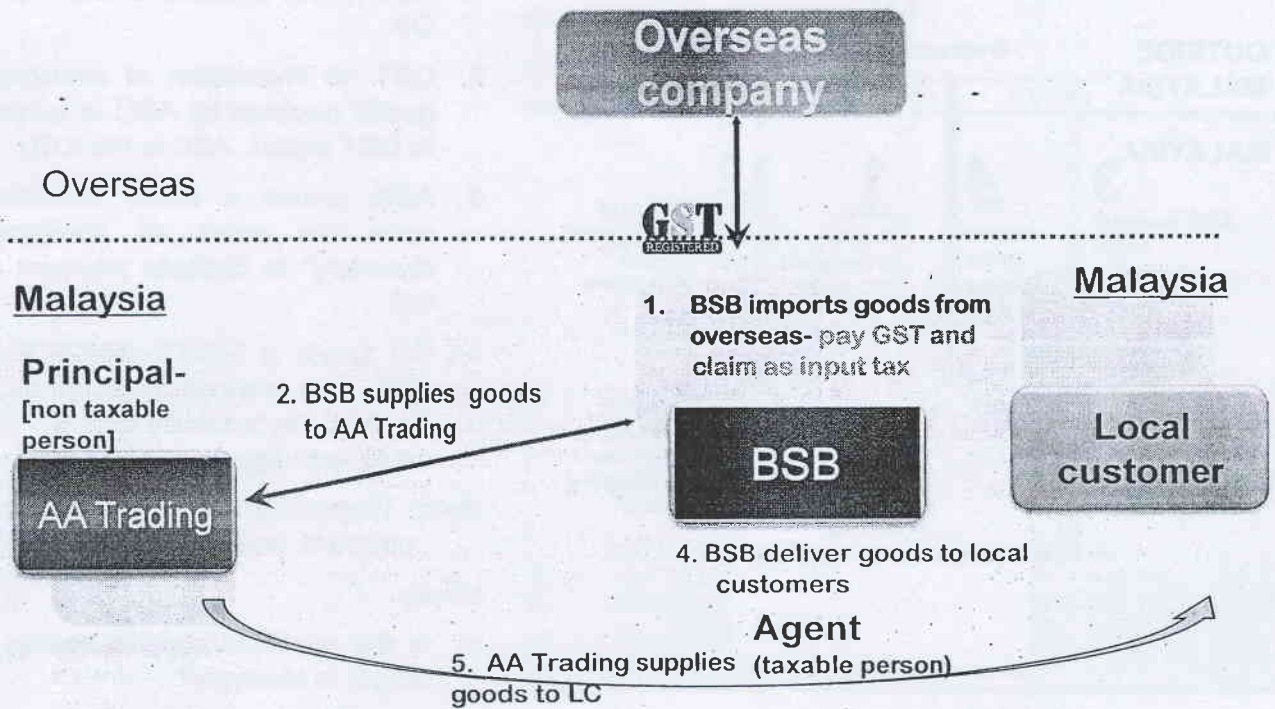 Overseas
company
Overseas
GST
REGISTERED
Malaysia
Malaysia
1. BSB imports goods from
overseas- pay GST and
claim as input tax
Principal-
[non taxable
person]
2. BSB supplies goods
to AA Trading
AA Trading
BSB
Local
customer
4. BSB deliver goods to local
customers
Agent
(taxable person)
5. AA Trading supplies
goods to LC